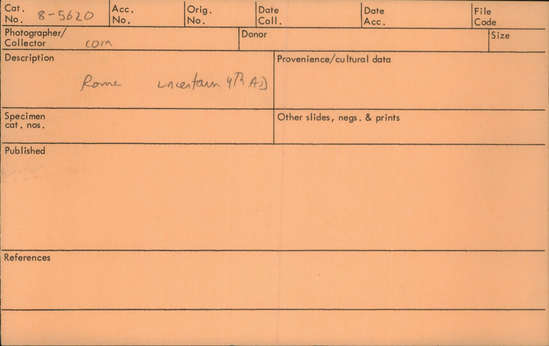 Cat. No. 8-5620 Acc. No. Orig. No. Date Coll. Date Acc. File Code
Photographer/ Collector coin Donor Size
Description Provenience/cultural data
Rome uncertain 4th AD
Specimen cat. nos. Other slides, negs. & prints
Published
References